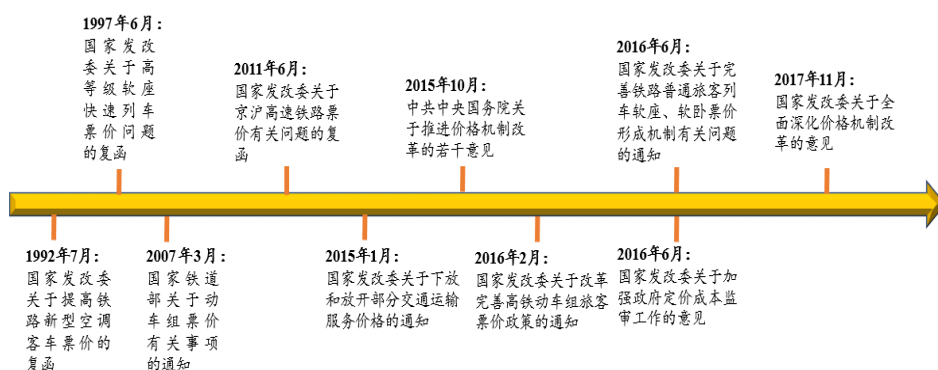 1997年6月：
国家发改
委关于高
等级软座
快速列车
票价问题
的复函
2011年6月：
国家发改委关于
京沪高速铁路票
价有关问题的复
函
2015年10月：
中共中央国务院关
于推进价格机制改
革的若干意见
2016年6月：
国家发改委关于完
善铁路普通旅客列
车软座、软卧票价
形成机制有关问题
的通知
2017年11月：
国家发改委关于全
面深化价格机制改
革的意见
1992年7月：
国家发改委
关于提高铁
路新型空调
客车票价的
复函
2007年3月：
国家铁道
部关于动
车组票价
有关事项
的通知
2015年1月：
国家发改委关于下放
和放开部分交通运输
服务价格的通知
2016年2月：
国家发改委关于改革
完善高铁动车组旅客
票价政策的通知
2016年6月：
国家发改委关于加
强政府定价成本监
审工作的意见